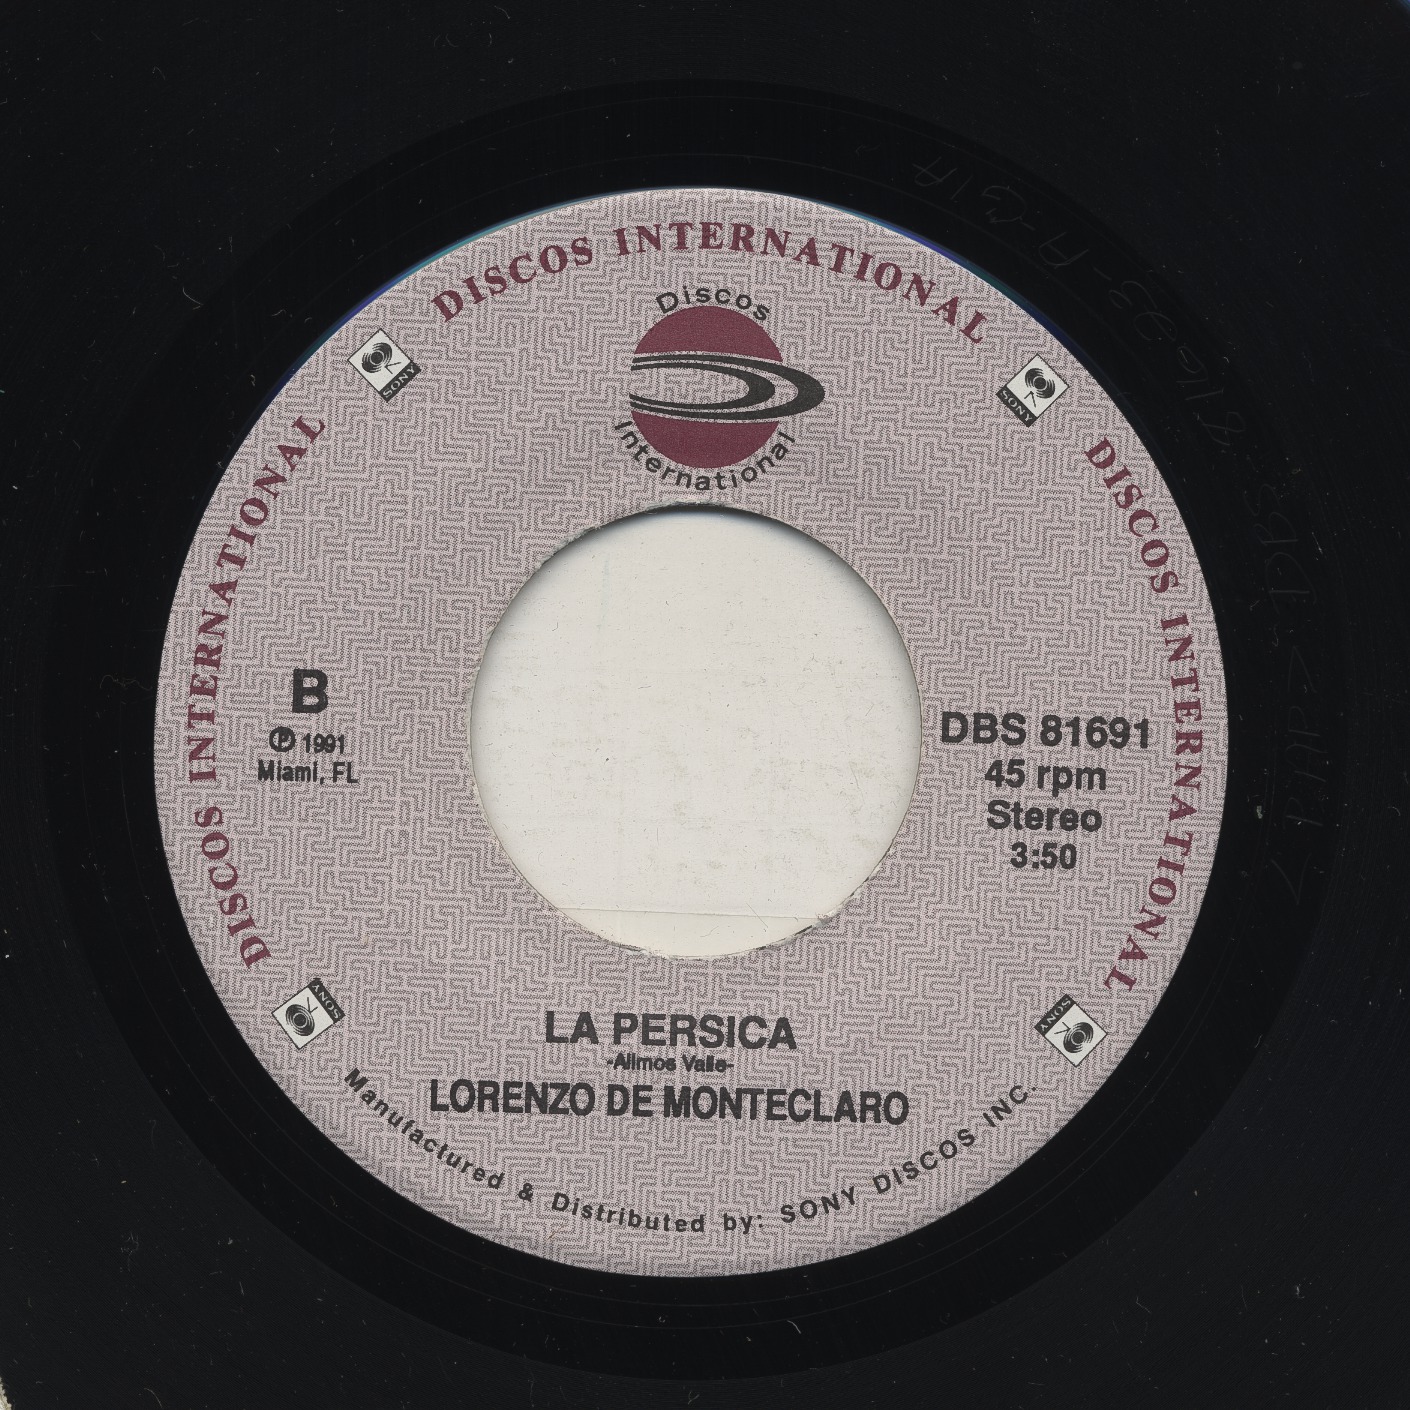 DISCOS INTERNATIONAL
Discos
International
SONY
SONY
DISCOS INTERNATIONAL
DISCOS INTERNATIONAL
B
℗ 1991
Miami, FL
DBS 81691
45 rpm
Stereo
3:50
LA PERSICA
-Alimos Valle-
LORENZO DE MONTECLARO
SONY
SONY
Manufactured & Distributed by: SONY DISCOS INC.